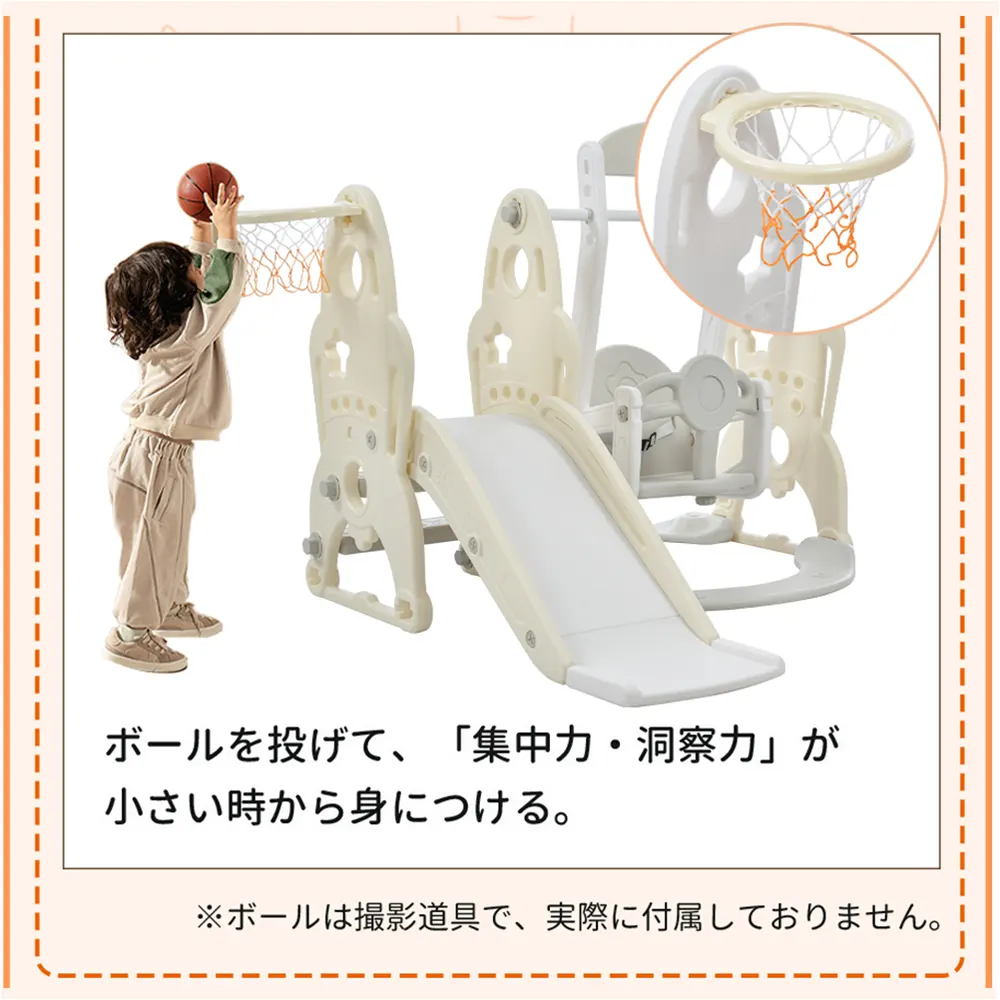 ボールを投げて、「集中力・洞察力」が
小さい時から身につける。
※ボールは撮影道具で、実際に付属しておりません。